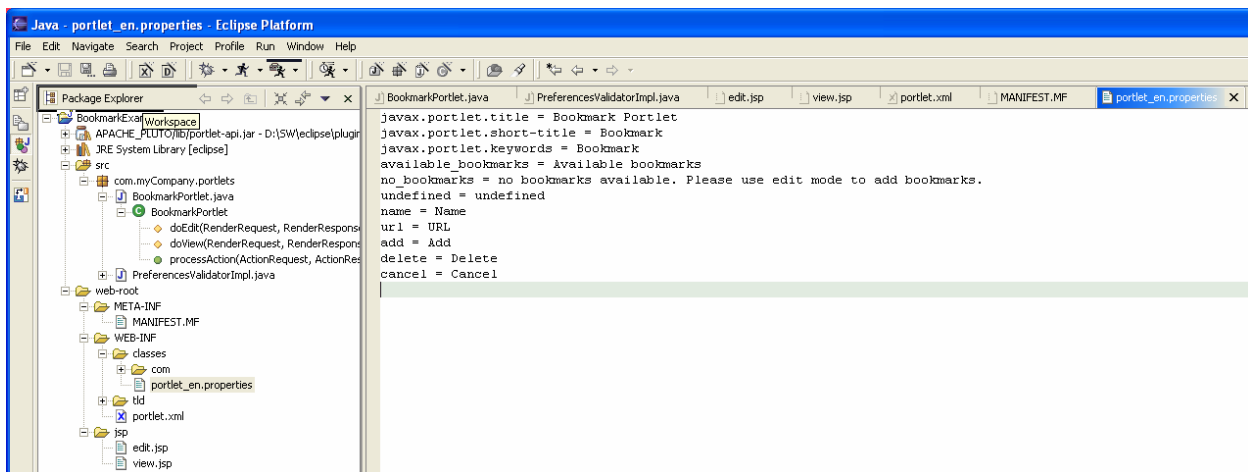 Java - portlet_en.properties - Eclipse Platform
File Edit Navigate Search Project Profile Run Window Help
Package Explorer
BookmarkExa
Workspace
APACHE_PLUTO/lib/portlet-api.jar - D:\SW\eclipse\plugin
JRE System Library [eclipse]
src
com.myCompany.portlets
BookmarkPortlet.java
BookmarkPortlet
doEdit(RenderRequest, RenderRespons
doView(RenderRequest, RenderRespons
processAction(ActionRequest, ActionRes
PreferencesValidatorImpl.java
web-root
META-INF
MANIFEST.MF
WEB-INF
classes
com
portlet_en.properties
tld
portlet.xml
jsp
edit.jsp
view.jsp
BookmarkPortlet.java PreferencesValidatorImpl.java edit.jsp view.jsp portlet.xml MANIFEST.MF portlet_en.properties
javax.portlet.title = Bookmark Portlet
javax.portlet.short-title = Bookmark
javax.portlet.keywords = Bookmark
available_bookmarks = Available bookmarks
no_bookmarks = no bookmarks available. Please use edit mode to add bookmarks.
undefined = undefined
name = Name
url = URL
add = Add
delete = Delete
cancel = Cancel